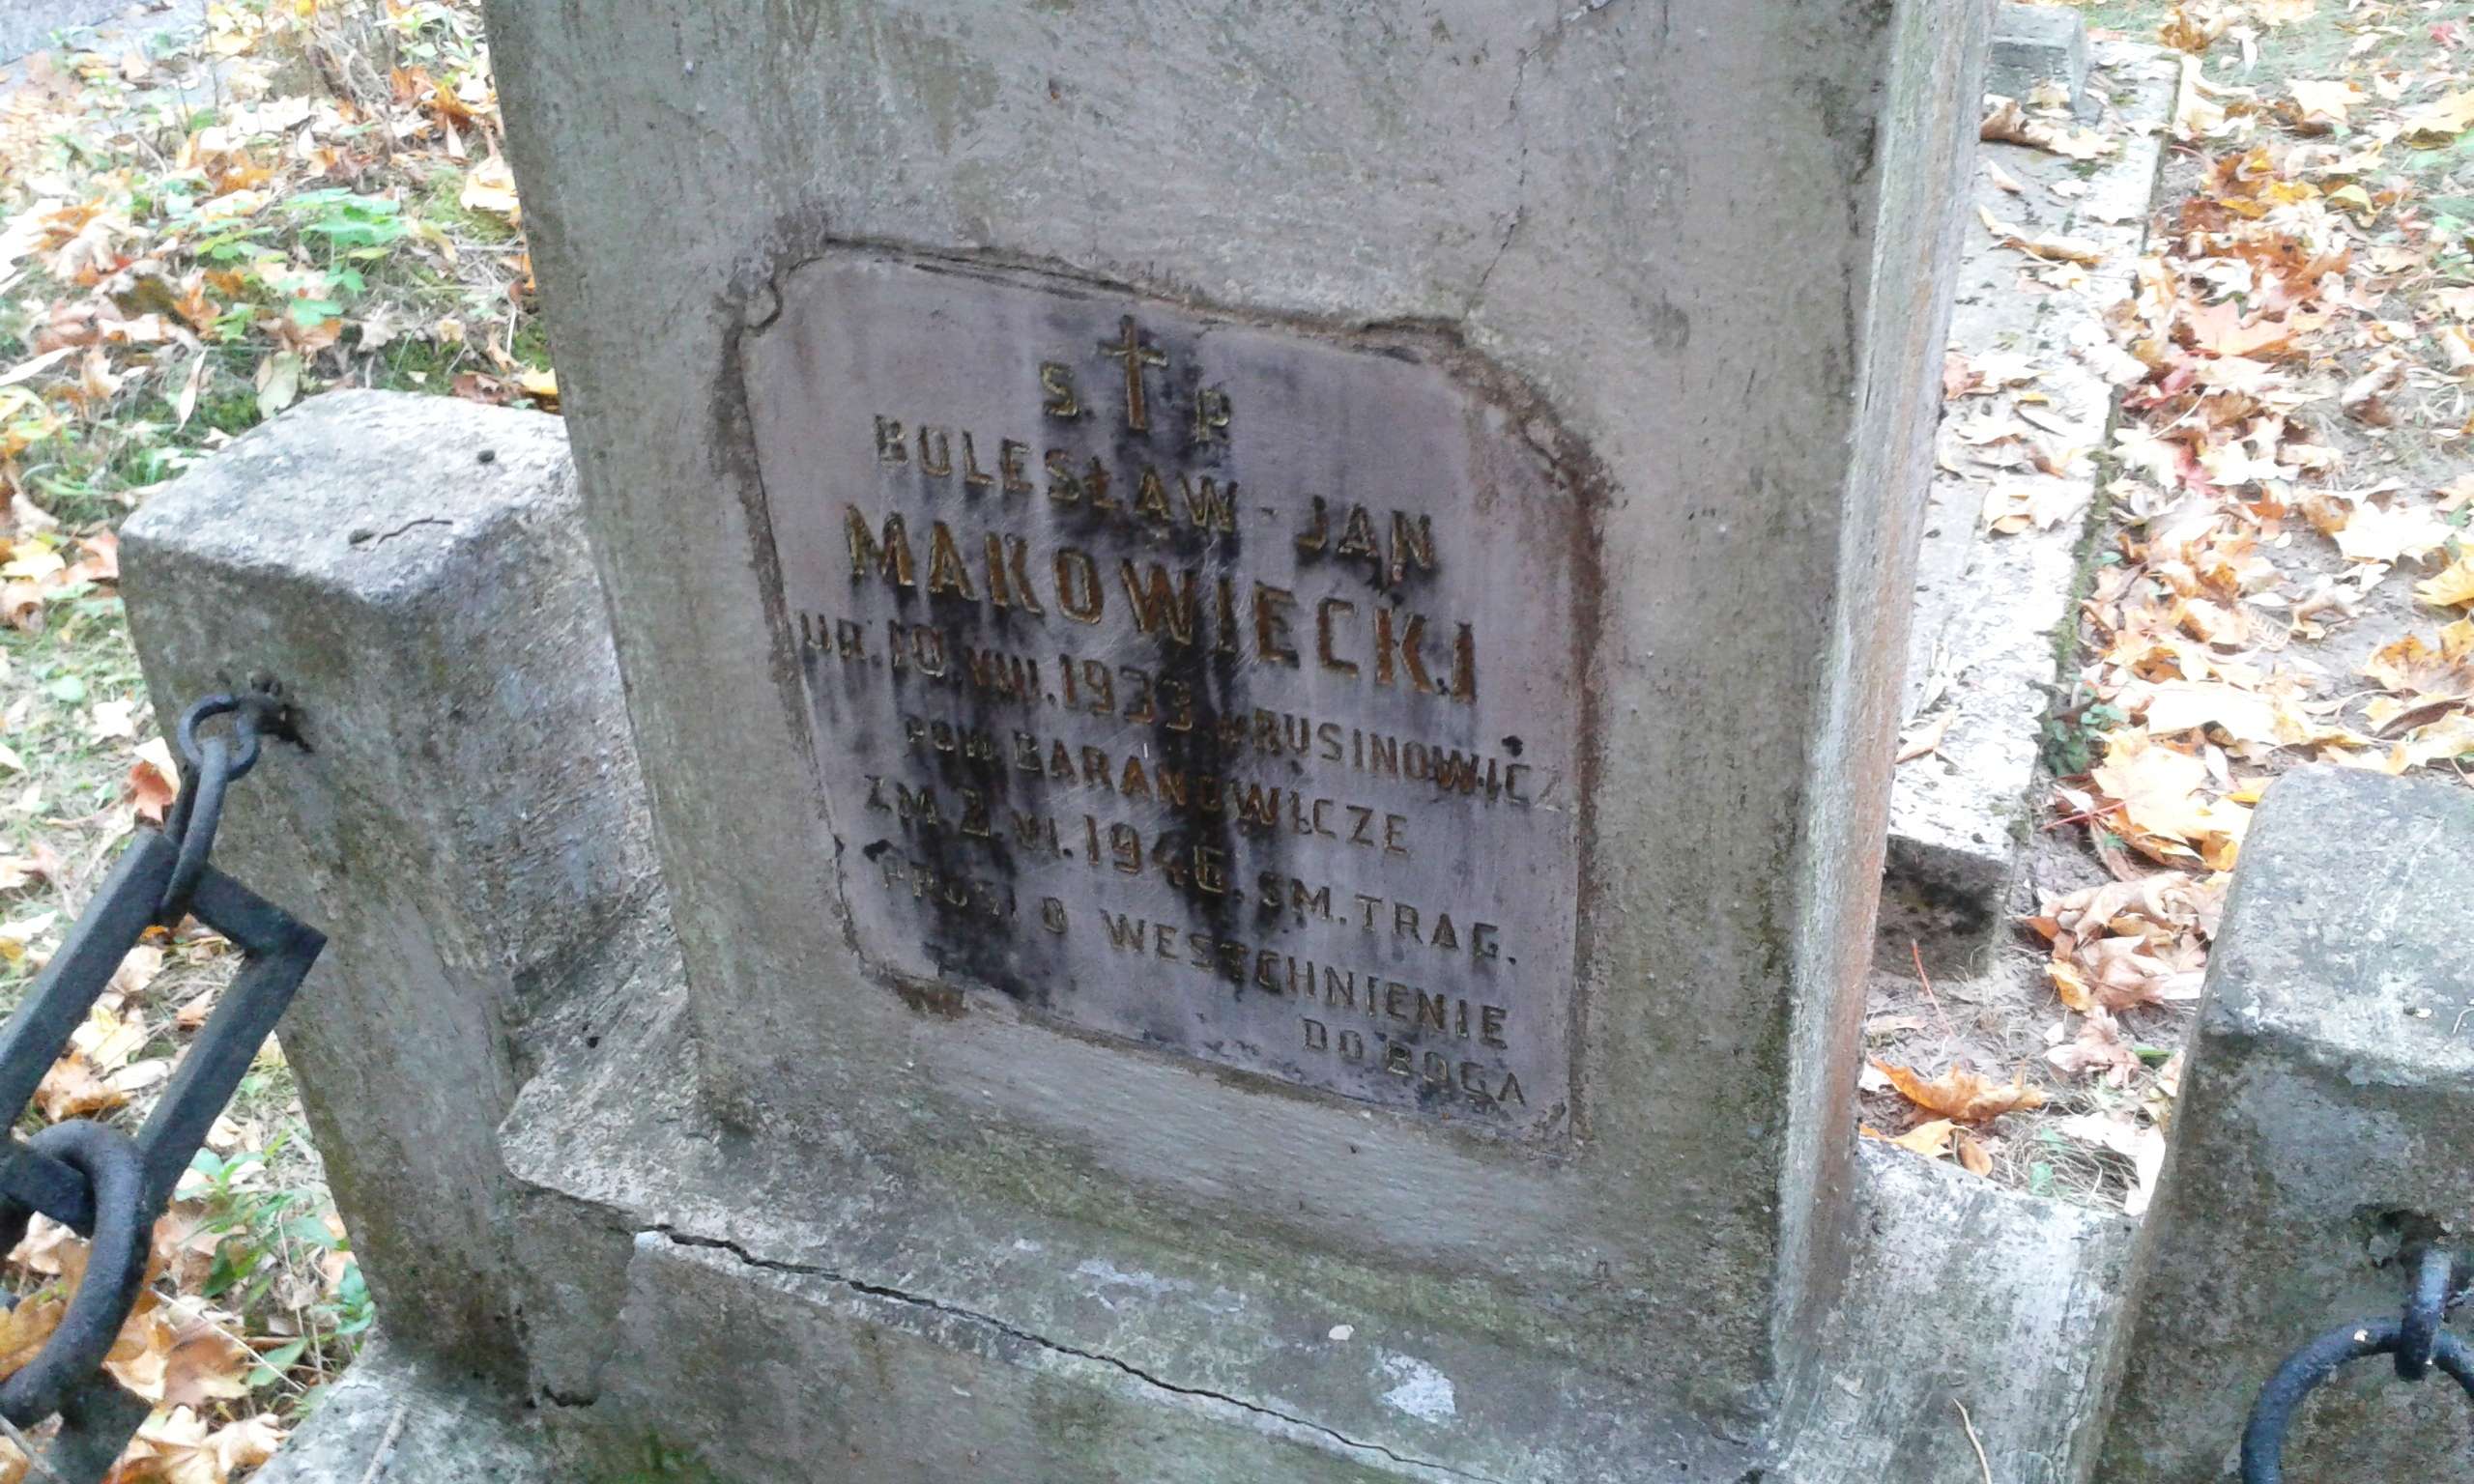 S. † P
BOLESŁAW - JAN
MAKOWIECKI
UR. 10.VIII.1933 W RUSINOWICZ
POW. BARANOWICZE
ZM. 2.VI.1946. ŚM. TRAG.
PROSI O WESTCHNIENIE
DO BOGA